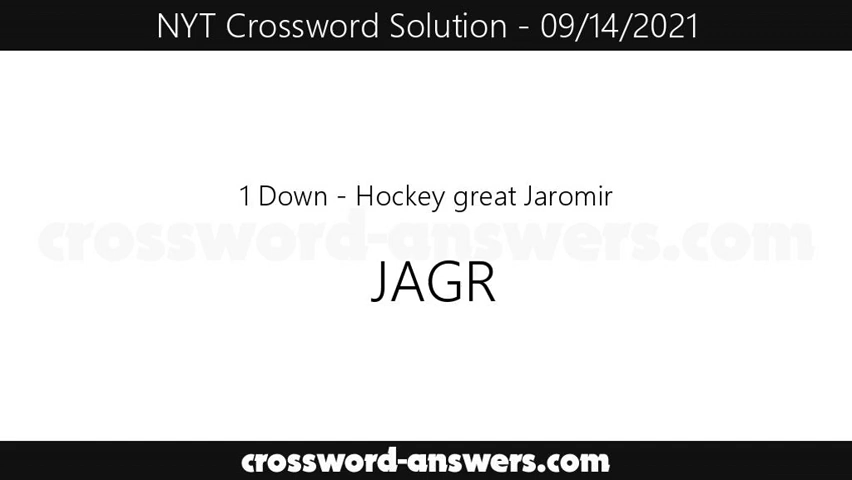 NYT Crossword Solution - 09/14/2021
1 Down - Hockey great Jaromir
crossword-answers.com
JAGR
crossword-answers.com